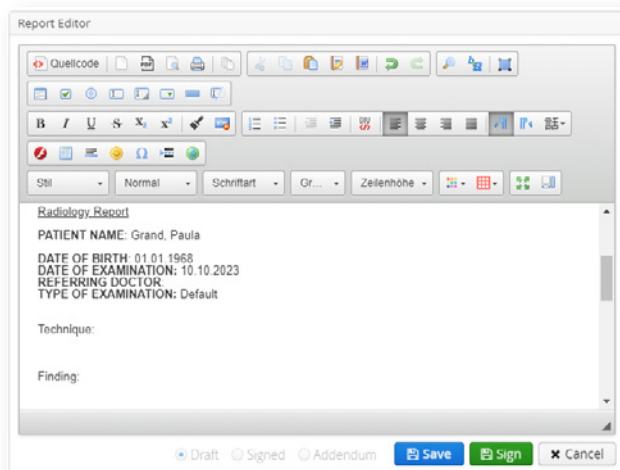 Report Editor
Quellcode
B I U S X₂ X²
Stil Normal Schriftart Gr... Zeilenhöhe
Radiology Report
PATIENT NAME: Grand, Paula
DATE OF BIRTH: 01.01.1968
DATE OF EXAMINATION: 10.10.2023
REFERRING DOCTOR:
TYPE OF EXAMINATION: Default
Technique:
Finding:
Draft Signed Addendum Save Sign Cancel